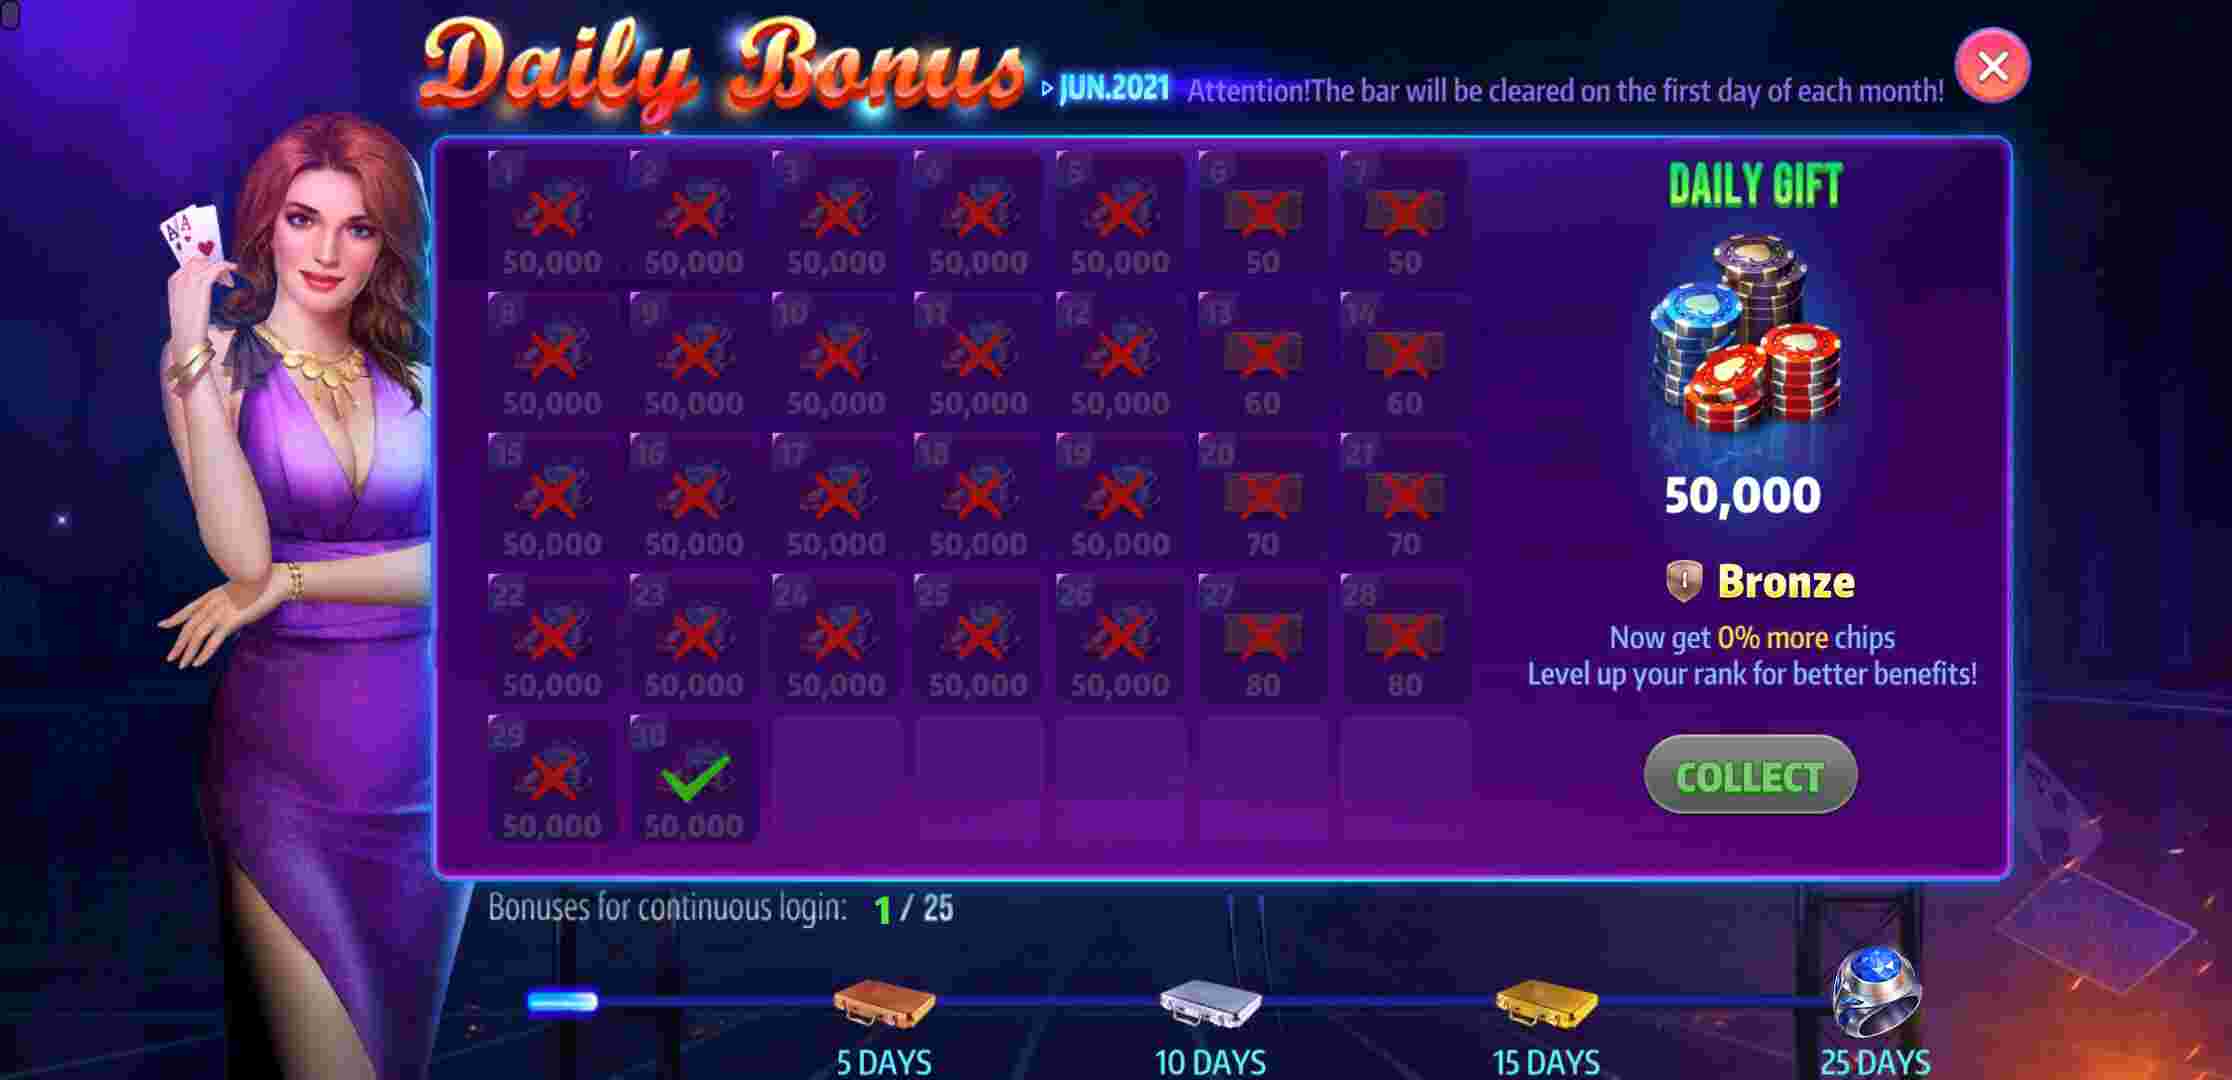 Daily Bonus
JUN.2021 Attention!The bar will be cleared on the first day of each month!
DAILY GIFT
1 2 3 4 5 6 7
50,000 50,000 50,000 50,000 50,000 50 50
8 9 10 11 12 13 14
50,000 50,000 50,000 50,000 50,000 60 60
15 16 17 18 19 20 21
50,000 50,000 50,000 50,000 50,000 70 70
22 23 24 25 26 27 28
50,000 50,000 50,000 50,000 50,000 80 80
29 30
50,000 50,000
50,000
Bronze
Now get 0% more chips
Level up your rank for better benefits!
COLLECT
Bonuses for continuous login: 1 / 25
5 DAYS 10 DAYS 15 DAYS 25 DAYS